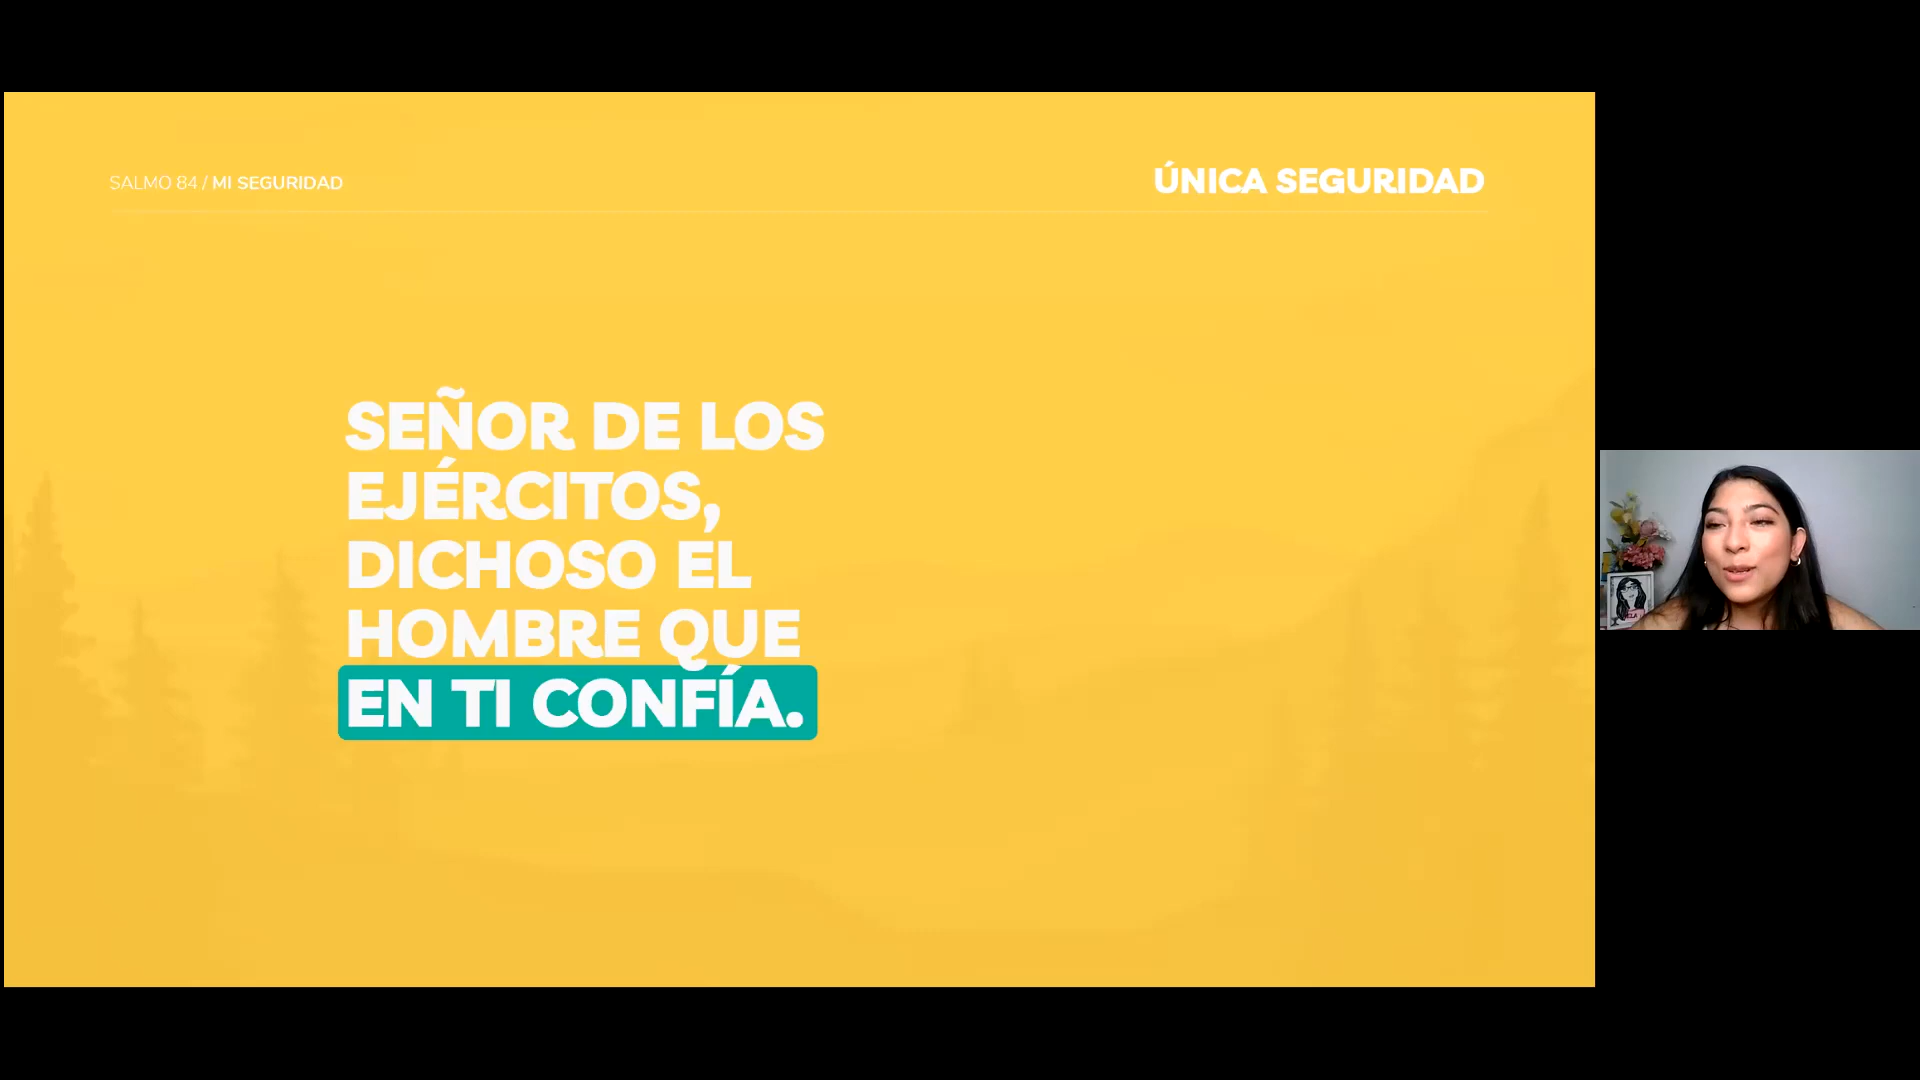 SALMO 84 / MI SEGURIDAD
ÚNICA SEGURIDAD
SEÑOR DE LOS
EJÉRCITOS,
DICHOSO EL
HOMBRE QUE
EN TI CONFÍA.